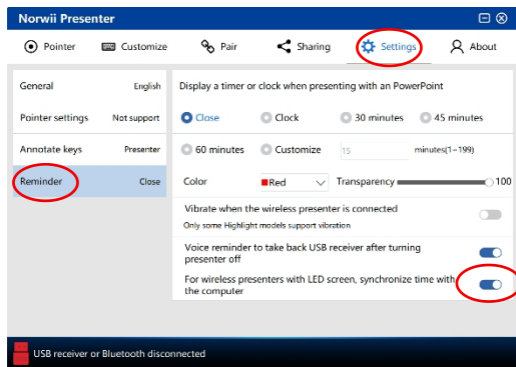 Norwii Presenter
Pointer Customize Pair Sharing Settings About
General English
Pointer settings Not support
Annotate keys Presenter
Reminder Close
Display a timer or clock when presenting with an PowerPoint
Close Clock 30 minutes 45 minutes
60 minutes Customize 15 minutes(1~199)
Color Red Transparency 100
Vibrate when the wireless presenter is connected
Only some Highlight models support vibration
Voice reminder to take back USB receiver after turning
presenter off
For wireless presenters with LED screen, synchronize time with
the computer
USB receiver or Bluetooth disconnected